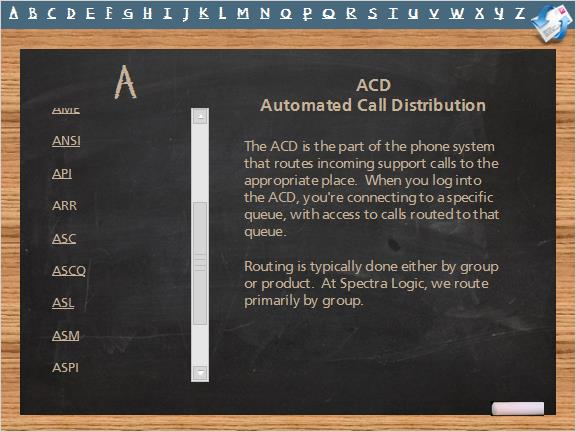 A B C D E F G H I J K L M N O P Q R S T U V W X Y Z
A
AME
ANSI
API
ARR
ASC
ASCQ
ASL
ASM
ASPI
ACD
Automated Call Distribution
The ACD is the part of the phone system
that routes incoming support calls to the
appropriate place.  When you log into
the ACD, you're connecting to a specific
queue, with access to calls routed to that
queue.
Routing is typically done either by group
or product.  At Spectra Logic, we route
primarily by group.